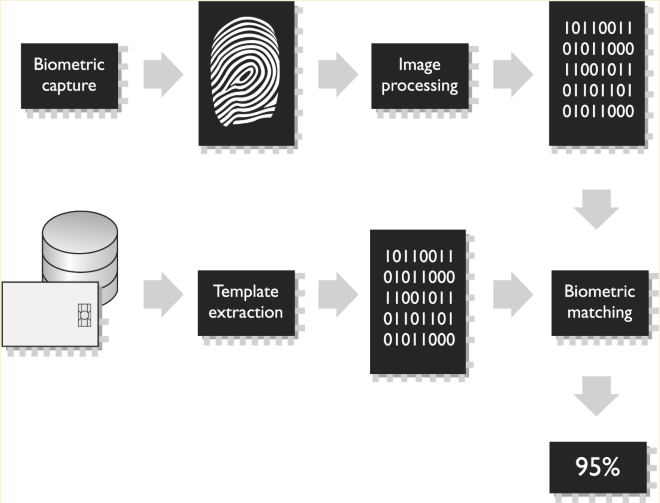 Biometric
capture
Image
processing
10110011
01011000
11001011
01101101
01011000
Template
extraction
10110011
01011000
11001011
01101101
01011000
Biometric
matching
95%